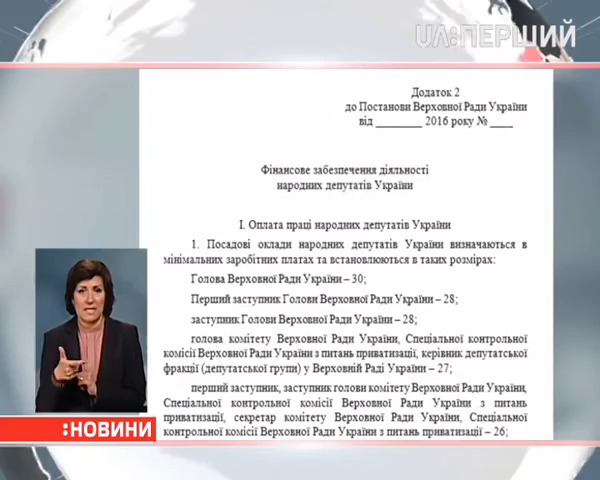 UA:ПЕРШИЙ
Додаток 2
до Постанови Верховної Ради України
від ________ 2016 року № ____
Фінансове забезпечення діяльності
народних депутатів України
І. Оплата праці народних депутатів України
1. Посадові оклади народних депутатів України визначаються в
мінімальних заробітних платах та встановлюються в таких розмірах:
Голова Верховної Ради України – 30;
Перший заступник Голови Верховної Ради України – 28;
заступник Голови Верховної Ради України – 28;
голова комітету Верховної Ради України, Спеціальної контрольної
комісії Верховної Ради України з питань приватизації, керівник депутатської
фракції (депутатської групи) у Верховній Раді України – 27;
перший заступник, заступник голови комітету Верховної Ради України,
Спеціальної контрольної комісії Верховної Ради України з питань
приватизації, секретар комітету Верховної Ради України, Спеціальної
контрольної комісії Верховної Ради України з питань приватизації – 26;
:НОВИНИ